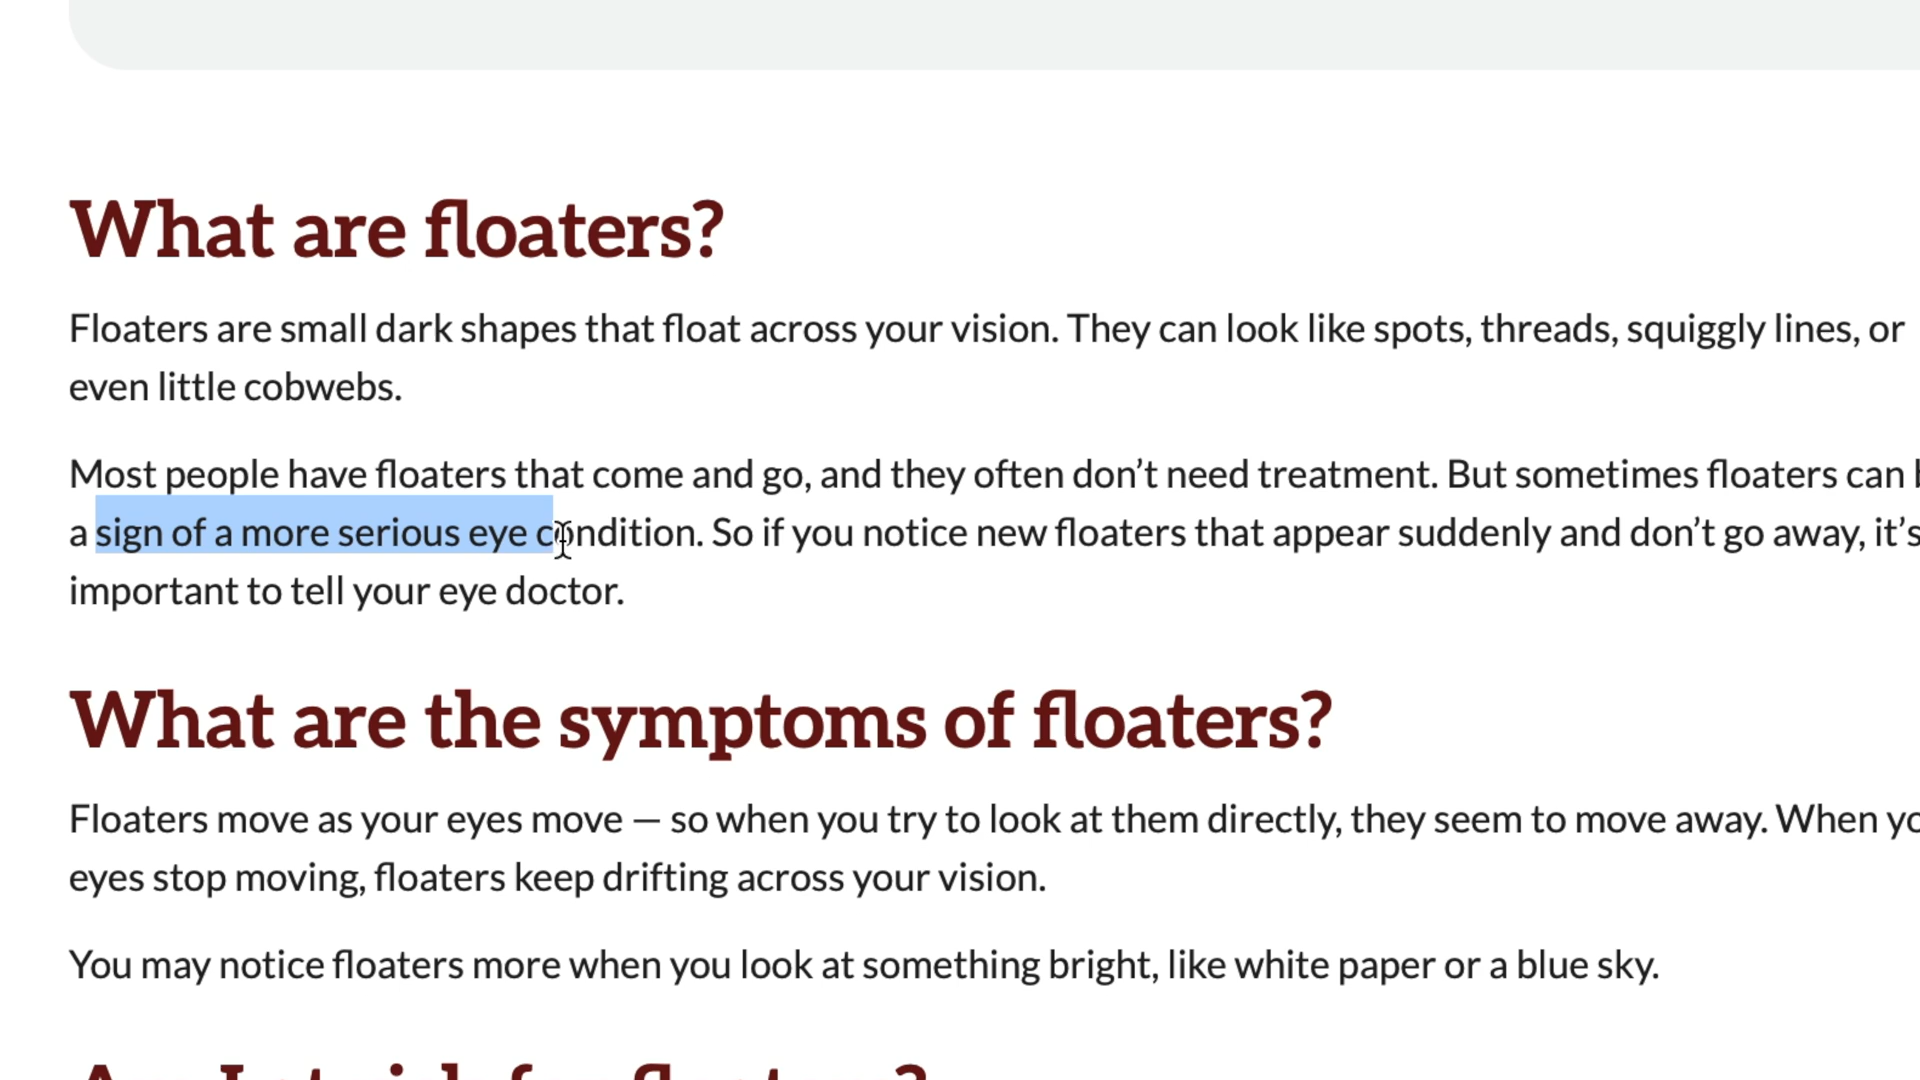 What are floaters?
Floaters are small dark shapes that float across your vision. They can look like spots, threads, squiggly lines, or
even little cobwebs.
Most people have floaters that come and go, and they often don’t need treatment. But sometimes floaters can
a sign of a more serious eye condition. So if you notice new floaters that appear suddenly and don’t go away, it’s
important to tell your eye doctor.
What are the symptoms of floaters?
Floaters move as your eyes move — so when you try to look at them directly, they seem to move away. When
eyes stop moving, floaters keep drifting across your vision.
You may notice floaters more when you look at something bright, like white paper or a blue sky.